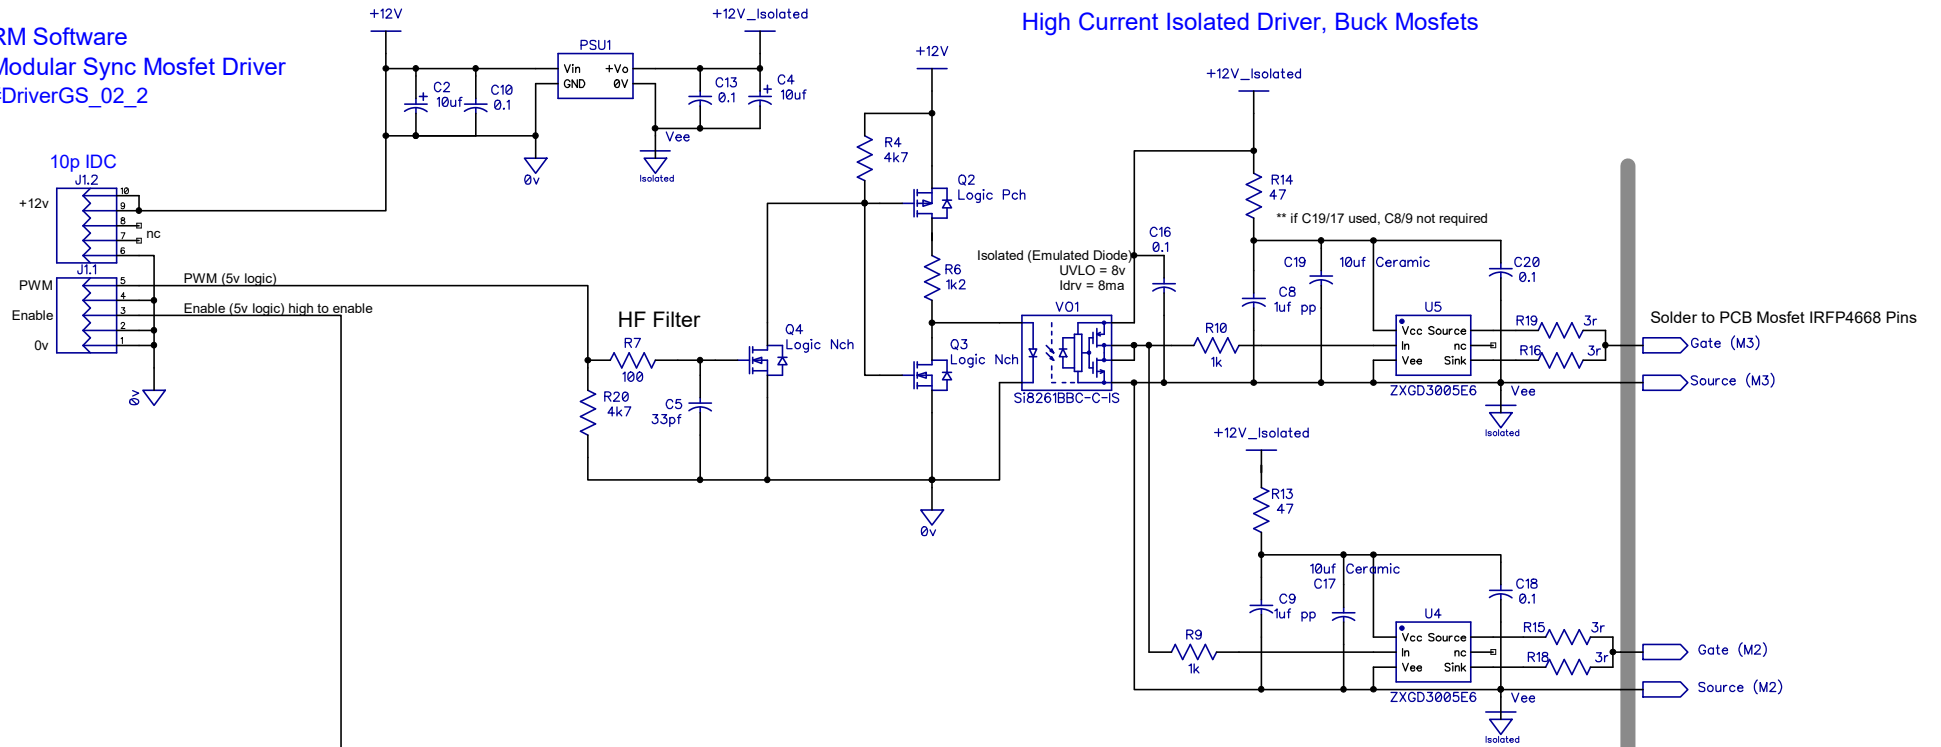 RM Software
Modular Sync Mosfet Driver
DriverGS_02_2
High Current Isolated Driver, Buck Mosfets
+12V
+12V_Isolated
PSU1
Vin
+Vo
GND
0V
C2
10uf
C10
0.1
C13
0.1
C4
10uf
Vee
0v
Isolated
10p IDC
J1.2
10
9
8
7
6
+12v
nc
J1.1
5
4
3
2
1
PWM
Enable
0v
PWM (5v logic)
Enable (5v logic) high to enable
0v
HF Filter
R7
100
R20
4k7
C5
33pf
Q4
Logic Nch
+12V
R4
4k7
Q2
Logic Pch
R6
1k2
Q3
Logic Nch
0v
Isolated (Emulated Diode)
UVLO = 8v
Idrv = 8ma
VO1
Si8261BBC-C-IS
C16
0.1
+12V_Isolated
R14
47
** if C19/17 used, C8/9 not required
C19
10uf Ceramic
C8
1uf pp
C20
0.1
R10
1k
U5
Vcc Source
In
nc
Vee
Sink
ZXGD3005E6
R19
3r
R16
3r
Vee
Isolated
Solder to PCB Mosfet IRFP4668 Pins
Gate (M3)
Source (M3)
+12V_Isolated
R13
47
10uf Ceramic
C17
C9
1uf pp
C18
0.1
R9
1k
U4
Vcc Source
In
nc
Vee
Sink
ZXGD3005E6
R15
3r
R18
3r
Vee
Isolated
Gate (M2)
Source (M2)